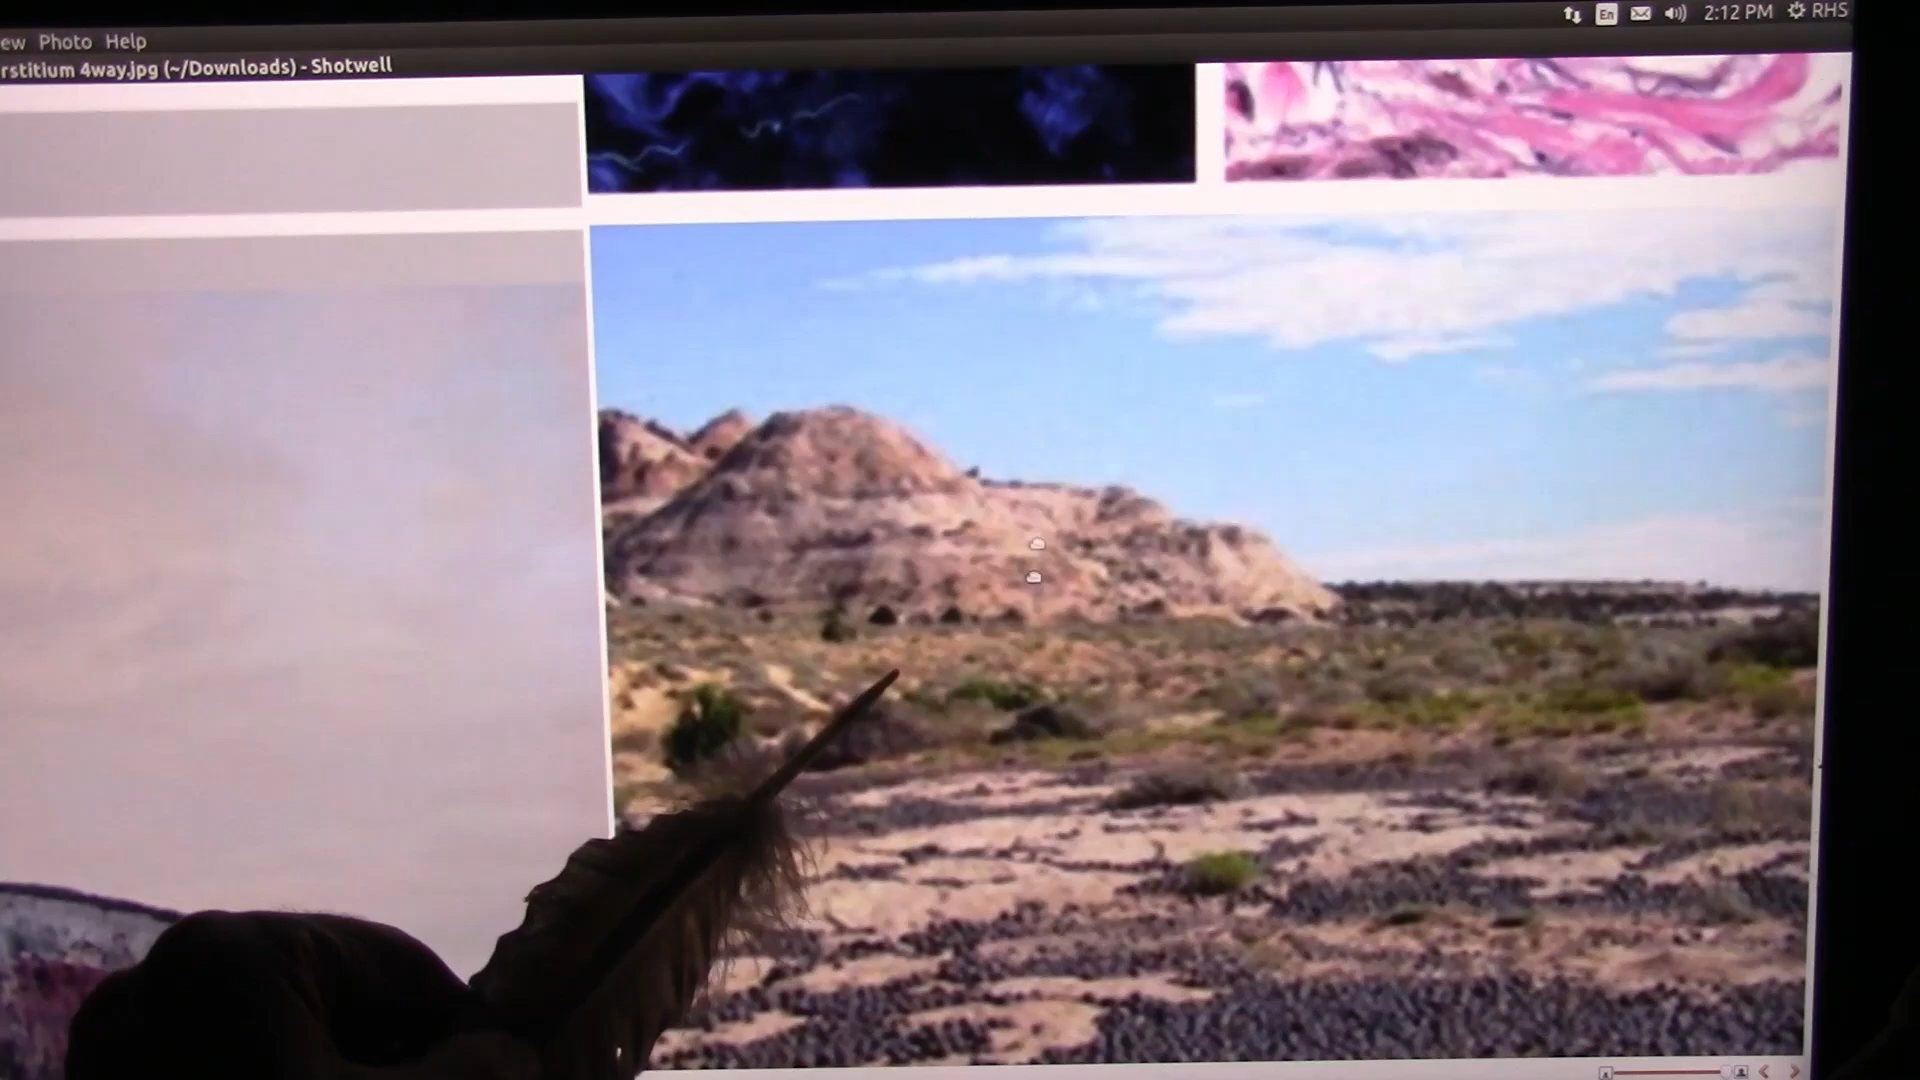 En 2:12 PM RHS
ew Photo Help
rstitium 4way.jpg (~/Downloads) - Shotwell